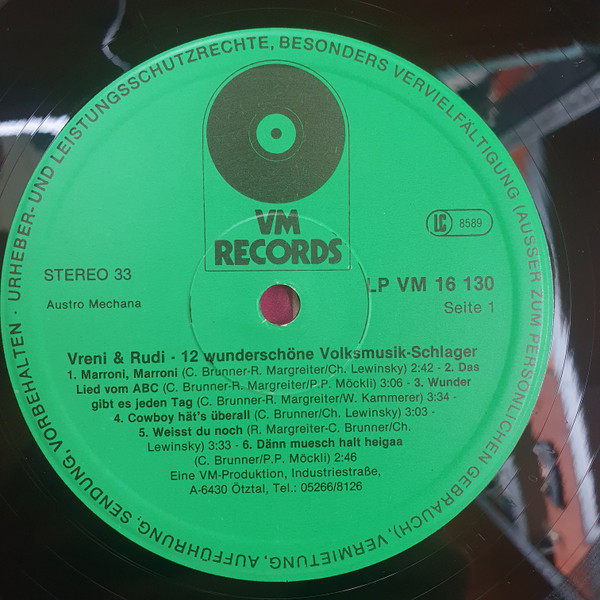 URHEBER- UND LEISTUNGSSCHUTZRECHTE, BESONDERS VERVIELFÄLTIGUNG (AUSSER ZUM PERSÖNLICHEN GEBRAUCH), VERMIETUNG, AUFFÜHRUNG, SENDUNG, VORBEHALTEN ·
VM
RECORDS
LC 8589
STEREO 33
LP VM 16 130
Austro Mechana
Seite 1
Vreni & Rudi - 12 wunderschöne Volksmusik-Schlager
1. Marroni, Marroni (C. Brunner-R. Margreiter/Ch. Lewinsky) 2:42 - 2. Das
Lied vom ABC (C. Brunner-R. Margreiter/P.P. Möckli) 3:06 - 3. Wunder
gibt es jeden Tag (C. Brunner-R. Margreiter/W. Kammerer) 3:34 -
4. Cowboy hät's überall (C. Brunner/Ch. Lewinsky) 3:03 -
5. Weisst du noch (R. Margreiter-C. Brunner/Ch.
Lewinsky) 3:33 - 6. Dänn muesch halt heigaa
(C. Brunner/P.P. Möckli) 2:46
Eine VM-Produktion, Industriestraße,
A-6430 Ötztal, Tel.: 05266/8126